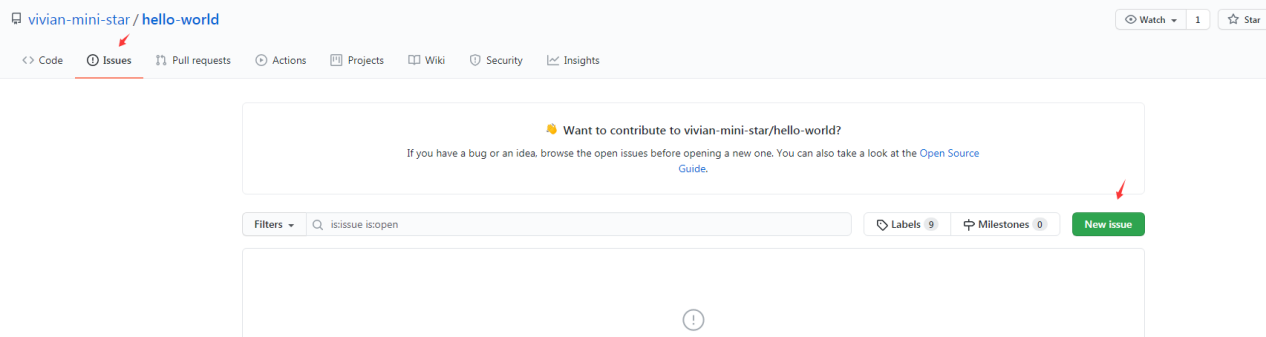 vivian-mini-star / hello-world
Watch 1 Star
Code Issues Pull requests Actions Projects Wiki Security Insights
Want to contribute to vivian-mini-star/hello-world?
If you have a bug or an idea, browse the open issues before opening a new one. You can also take a look at the Open Source
Guide.
Filters is:issue is:open Labels 9 Milestones 0 New issue